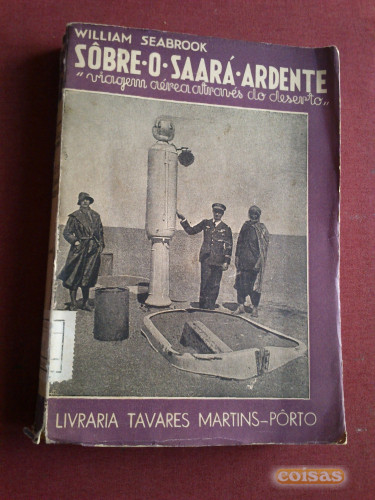 WILLIAM SEABROOK
SÔBRE·O·SAARÁ·ARDENTE
"viagem aérea através do deserto"
LIVRARIA TAVARES MARTINS-PÔRTO
coisas